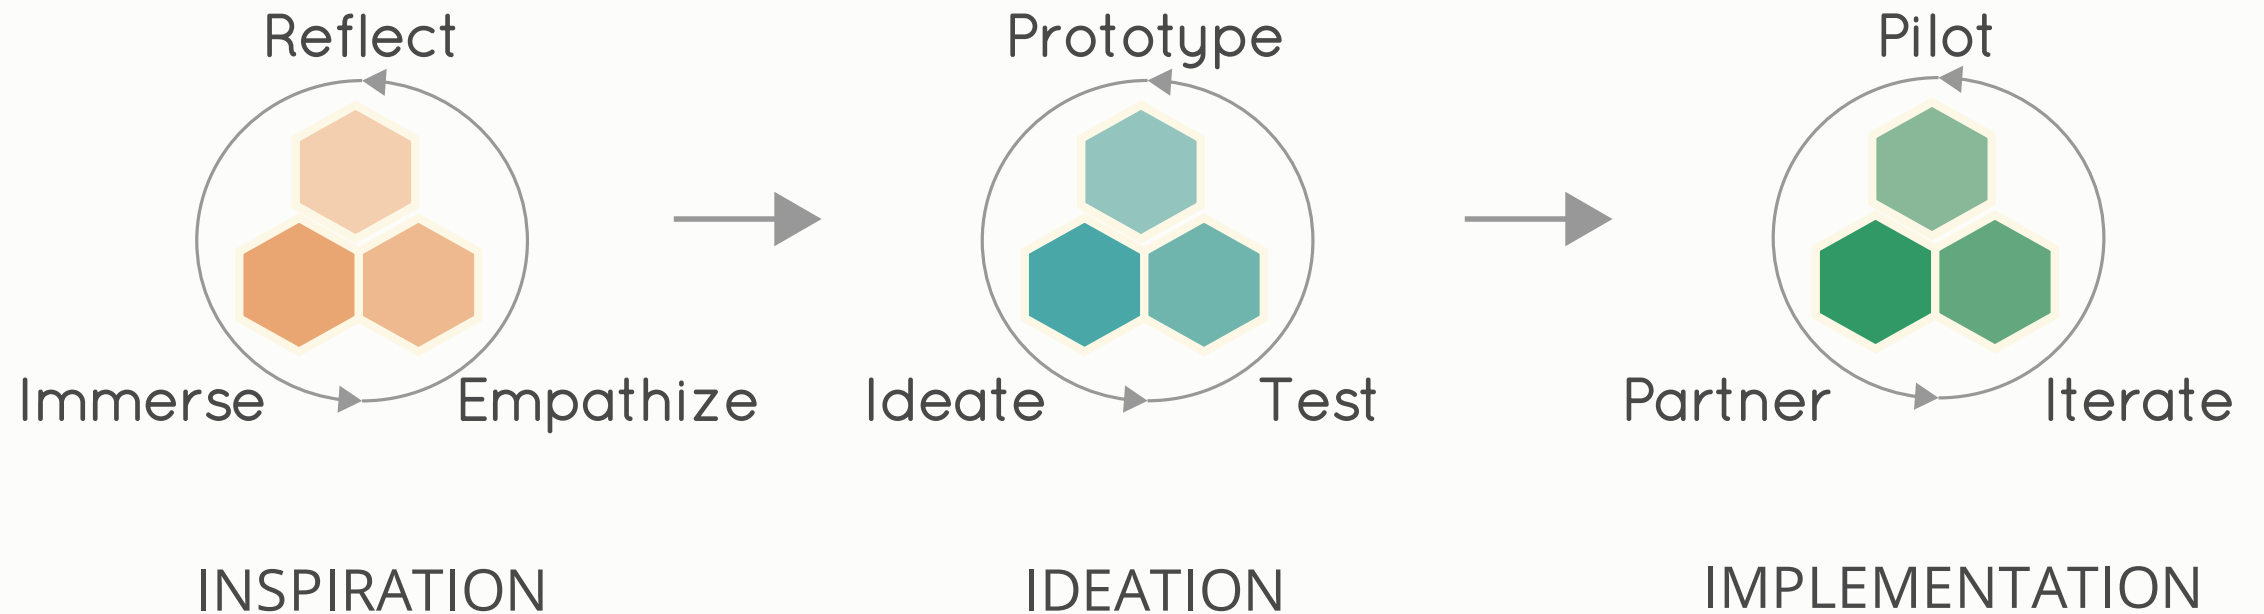 Reflect
Prototype
Pilot
Immerse
Empathize
Ideate
Test
Partner
Iterate
INSPIRATION
IDEATION
IMPLEMENTATION